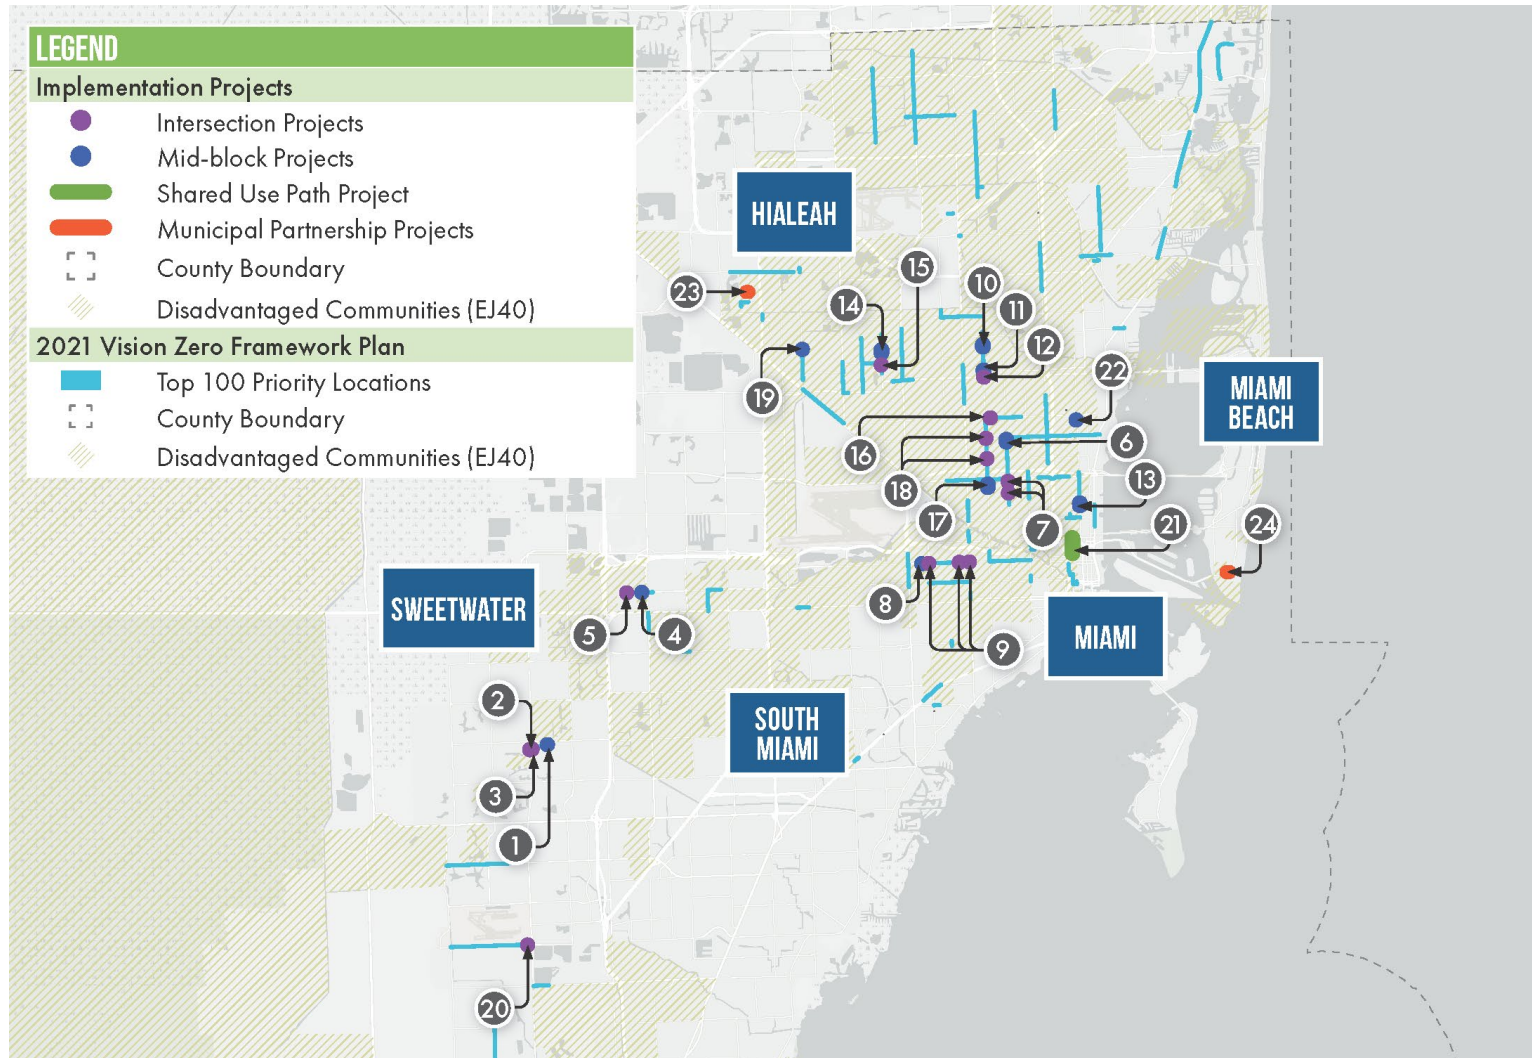 LEGEND
Implementation Projects
Intersection Projects
Mid-block Projects
Shared Use Path Project
Municipal Partnership Projects
County Boundary
Disadvantaged Communities (EJ40)
2021 Vision Zero Framework Plan
Top 100 Priority Locations
County Boundary
Disadvantaged Communities (EJ40)
HIALEAH
15
10
23
14
11
12
19
22
MIAMI
BEACH
16
6
18
13
17
7
21
24
SWEETWATER
8
5
4
9
MIAMI
2
SOUTH
MIAMI
3
1
20